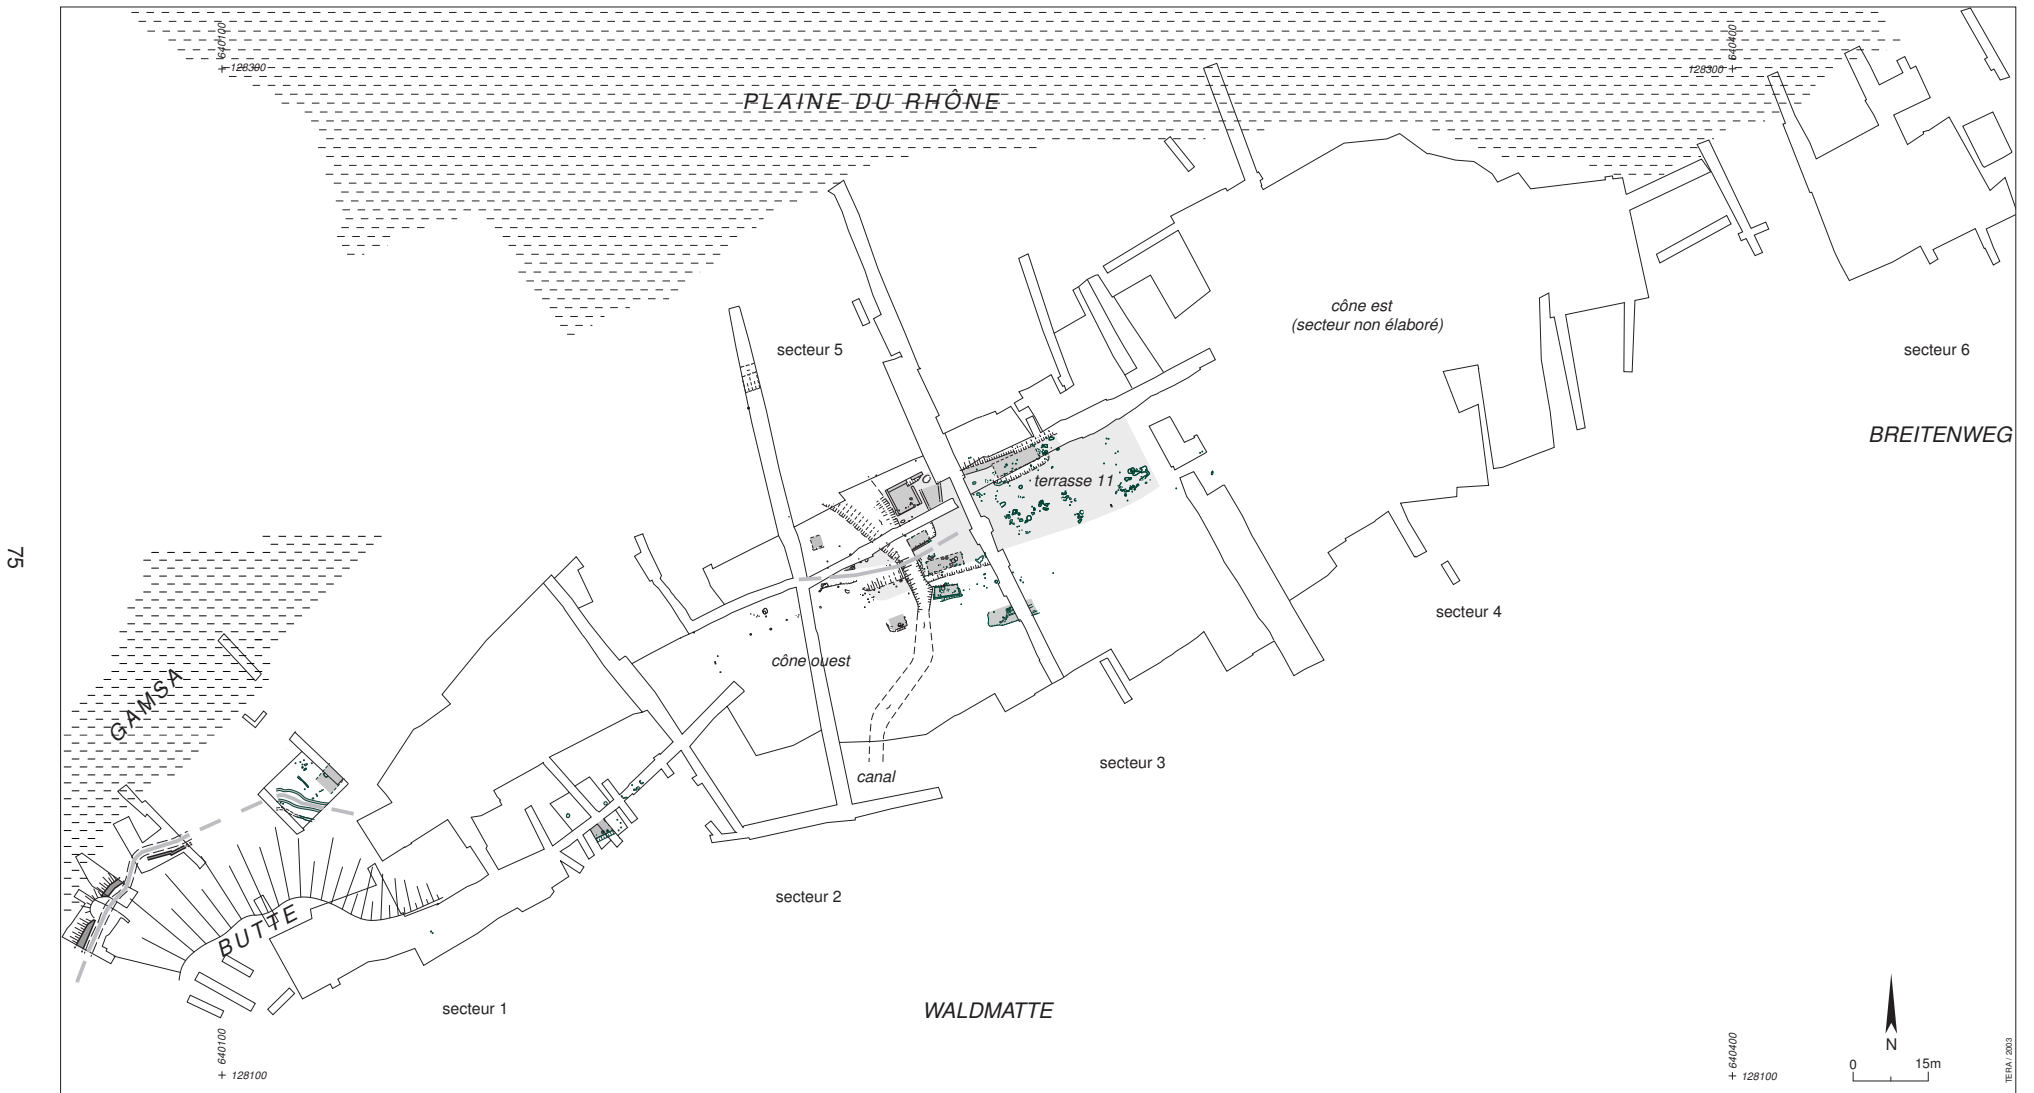 640100
128300
PLAINE DU RHÔNE
640400
128300
cône est
(secteur non élaboré)
secteur 5
secteur 6
BREITENWEG
terrasse 11
75
secteur 4
cône ouest
GAMSA
canal
secteur 3
secteur 2
BUTTE
secteur 1
WALDMATTE
N
0 15m
640100
128100
640400
128100
TERA / 2003